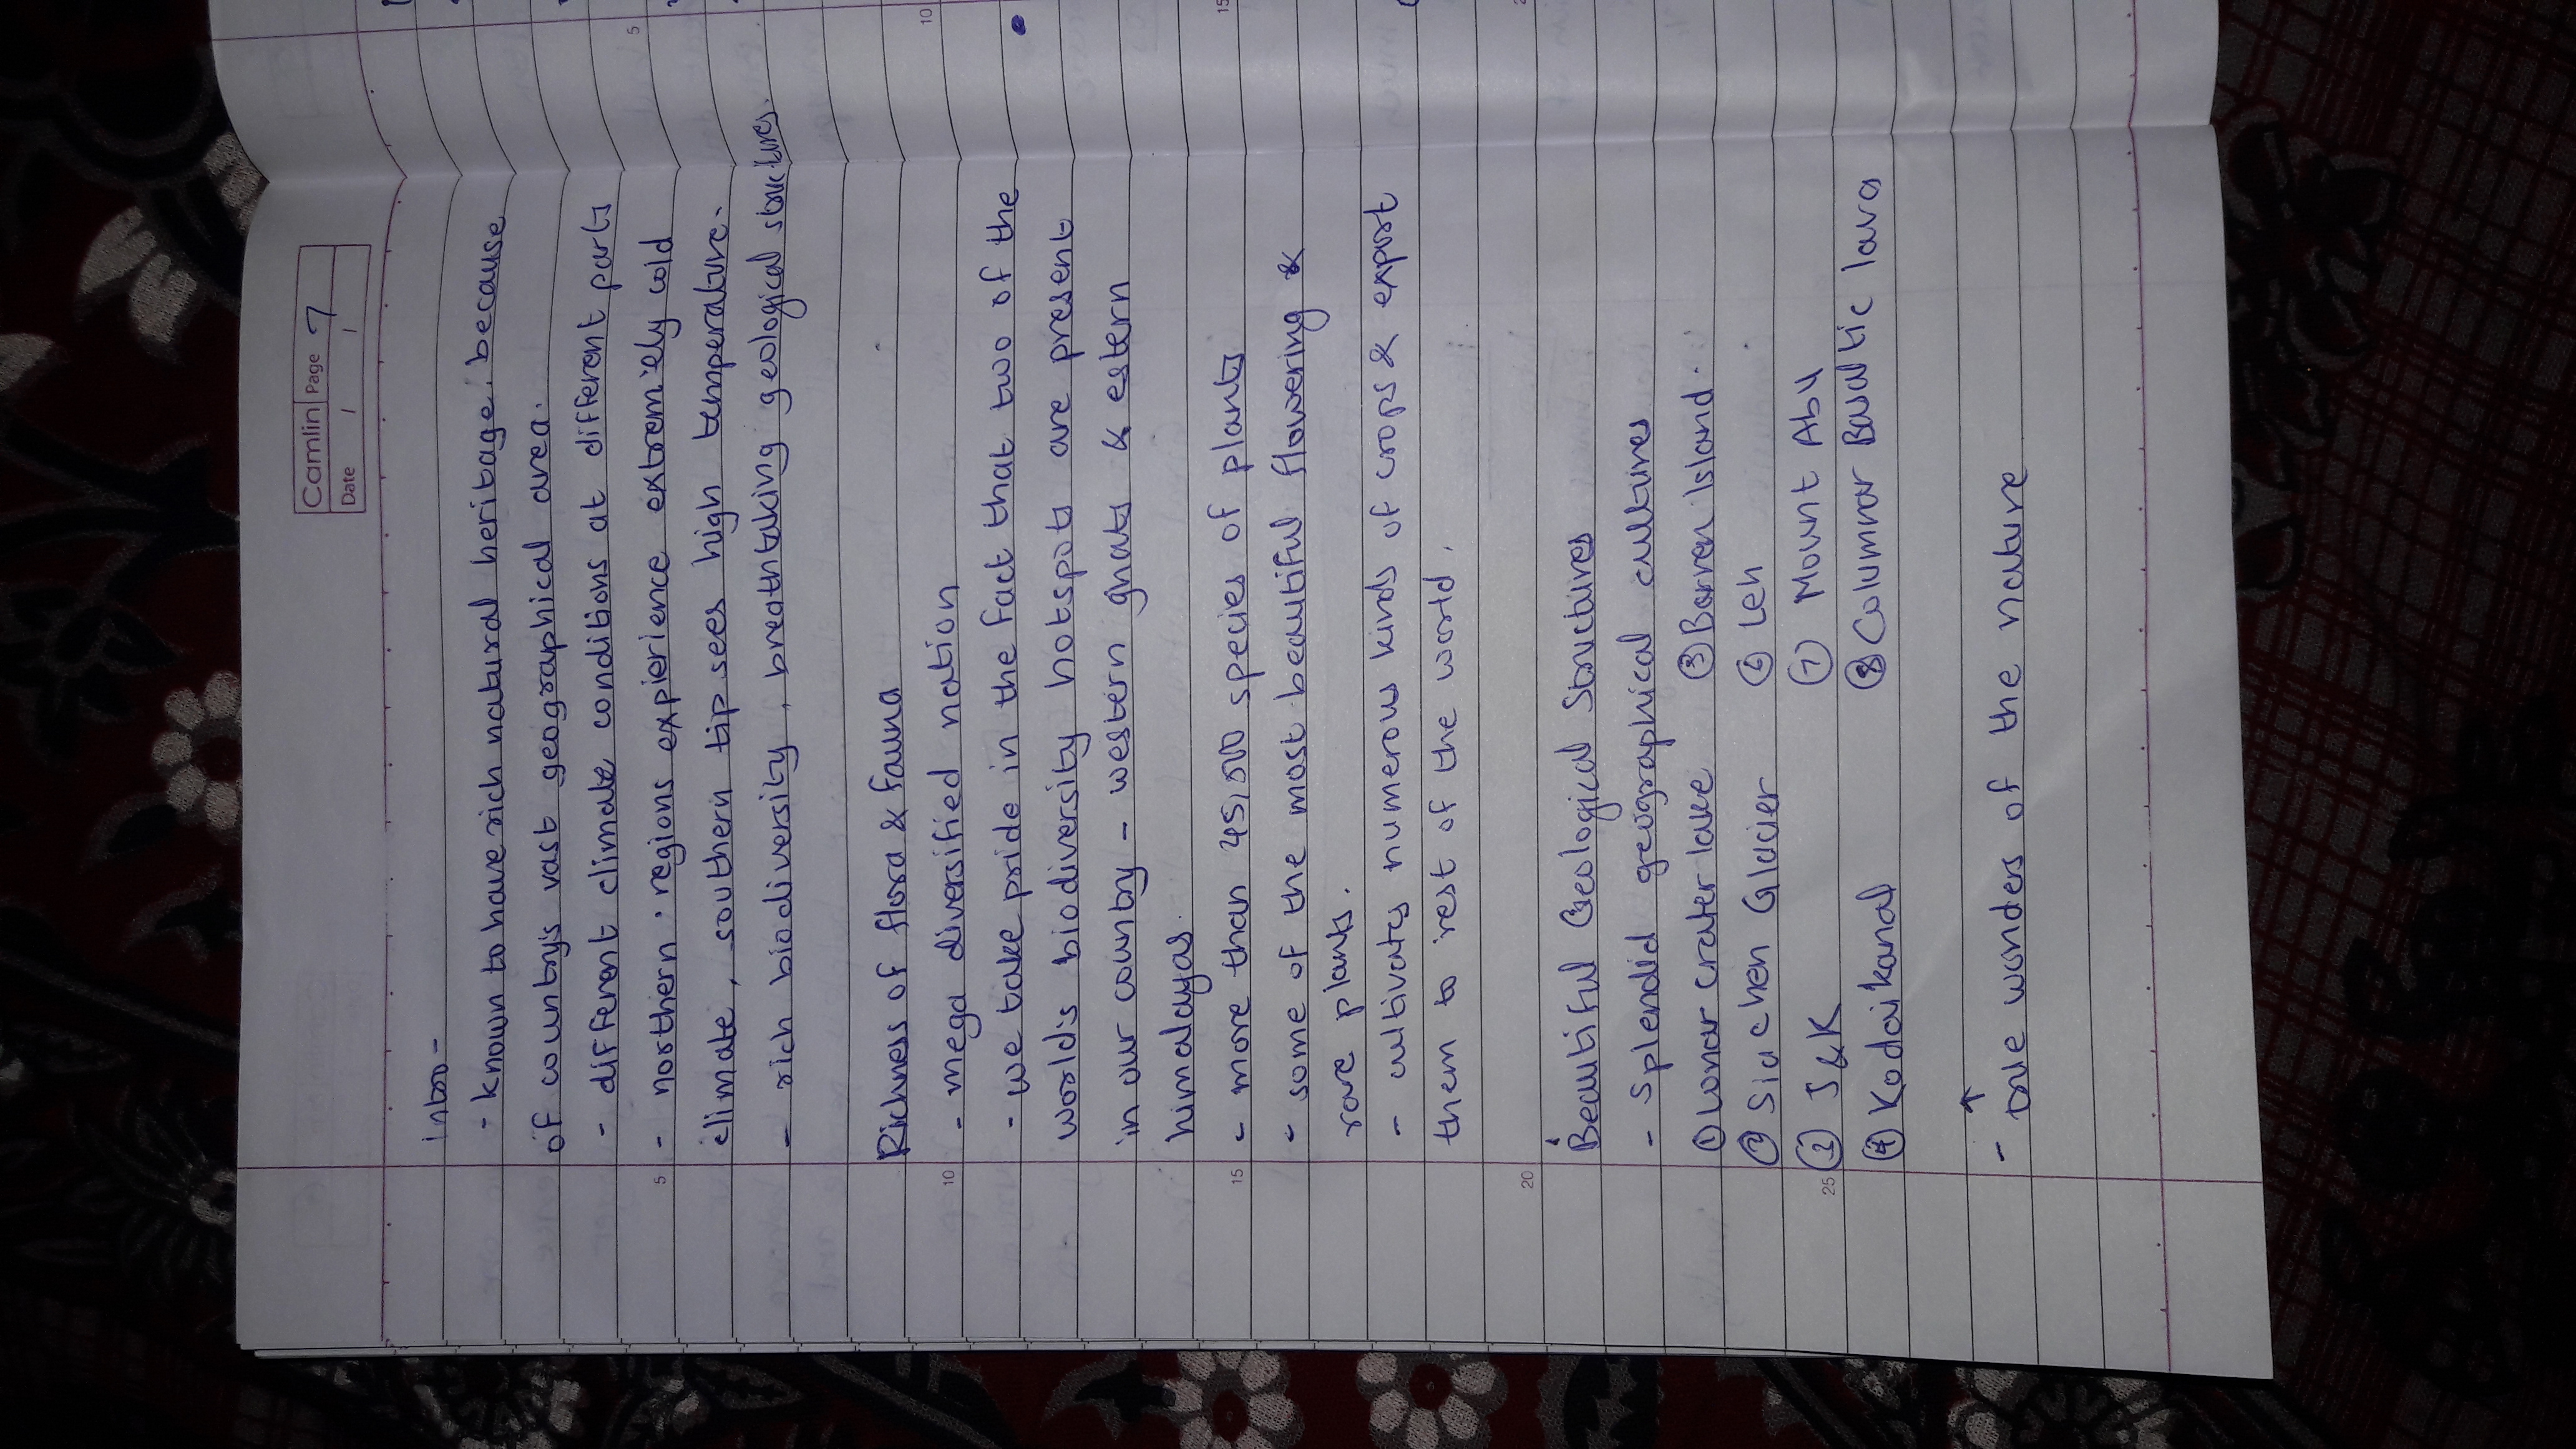 Camlin Page 7
Date / /
intro -
- known to have rich natural heritage. because
of country's vast geographical area.
- different climate conditions at different parts
5 - northern regions expierience extremely cold
climate, southern tip sees high temperature.
- rich biodiversity, breathtaking geological structures.
Richness of flora & fauna
10 - mega diversified nation
- we take pride in the fact that two of the
world's biodiversity hotspots are present
in our country - western ghats & estern
himalayas.
15 - more than 45,000 species of plants
- some of the most beautiful flowering &
rare plants.
- cultivates numerous kinds of crops & export
them to rest of the world.
20
Beautiful Geological Structures
- Splendid geographical cultures
① Lonar crater lake ⑤ Barren Island.
② Siachen Glacier ⑥ Leh
25 ③ J&K ⑦ Mount Abu
④ Kodaikanal ⑧ Columnar Basaltic lava
↑
- true wonders of the nature